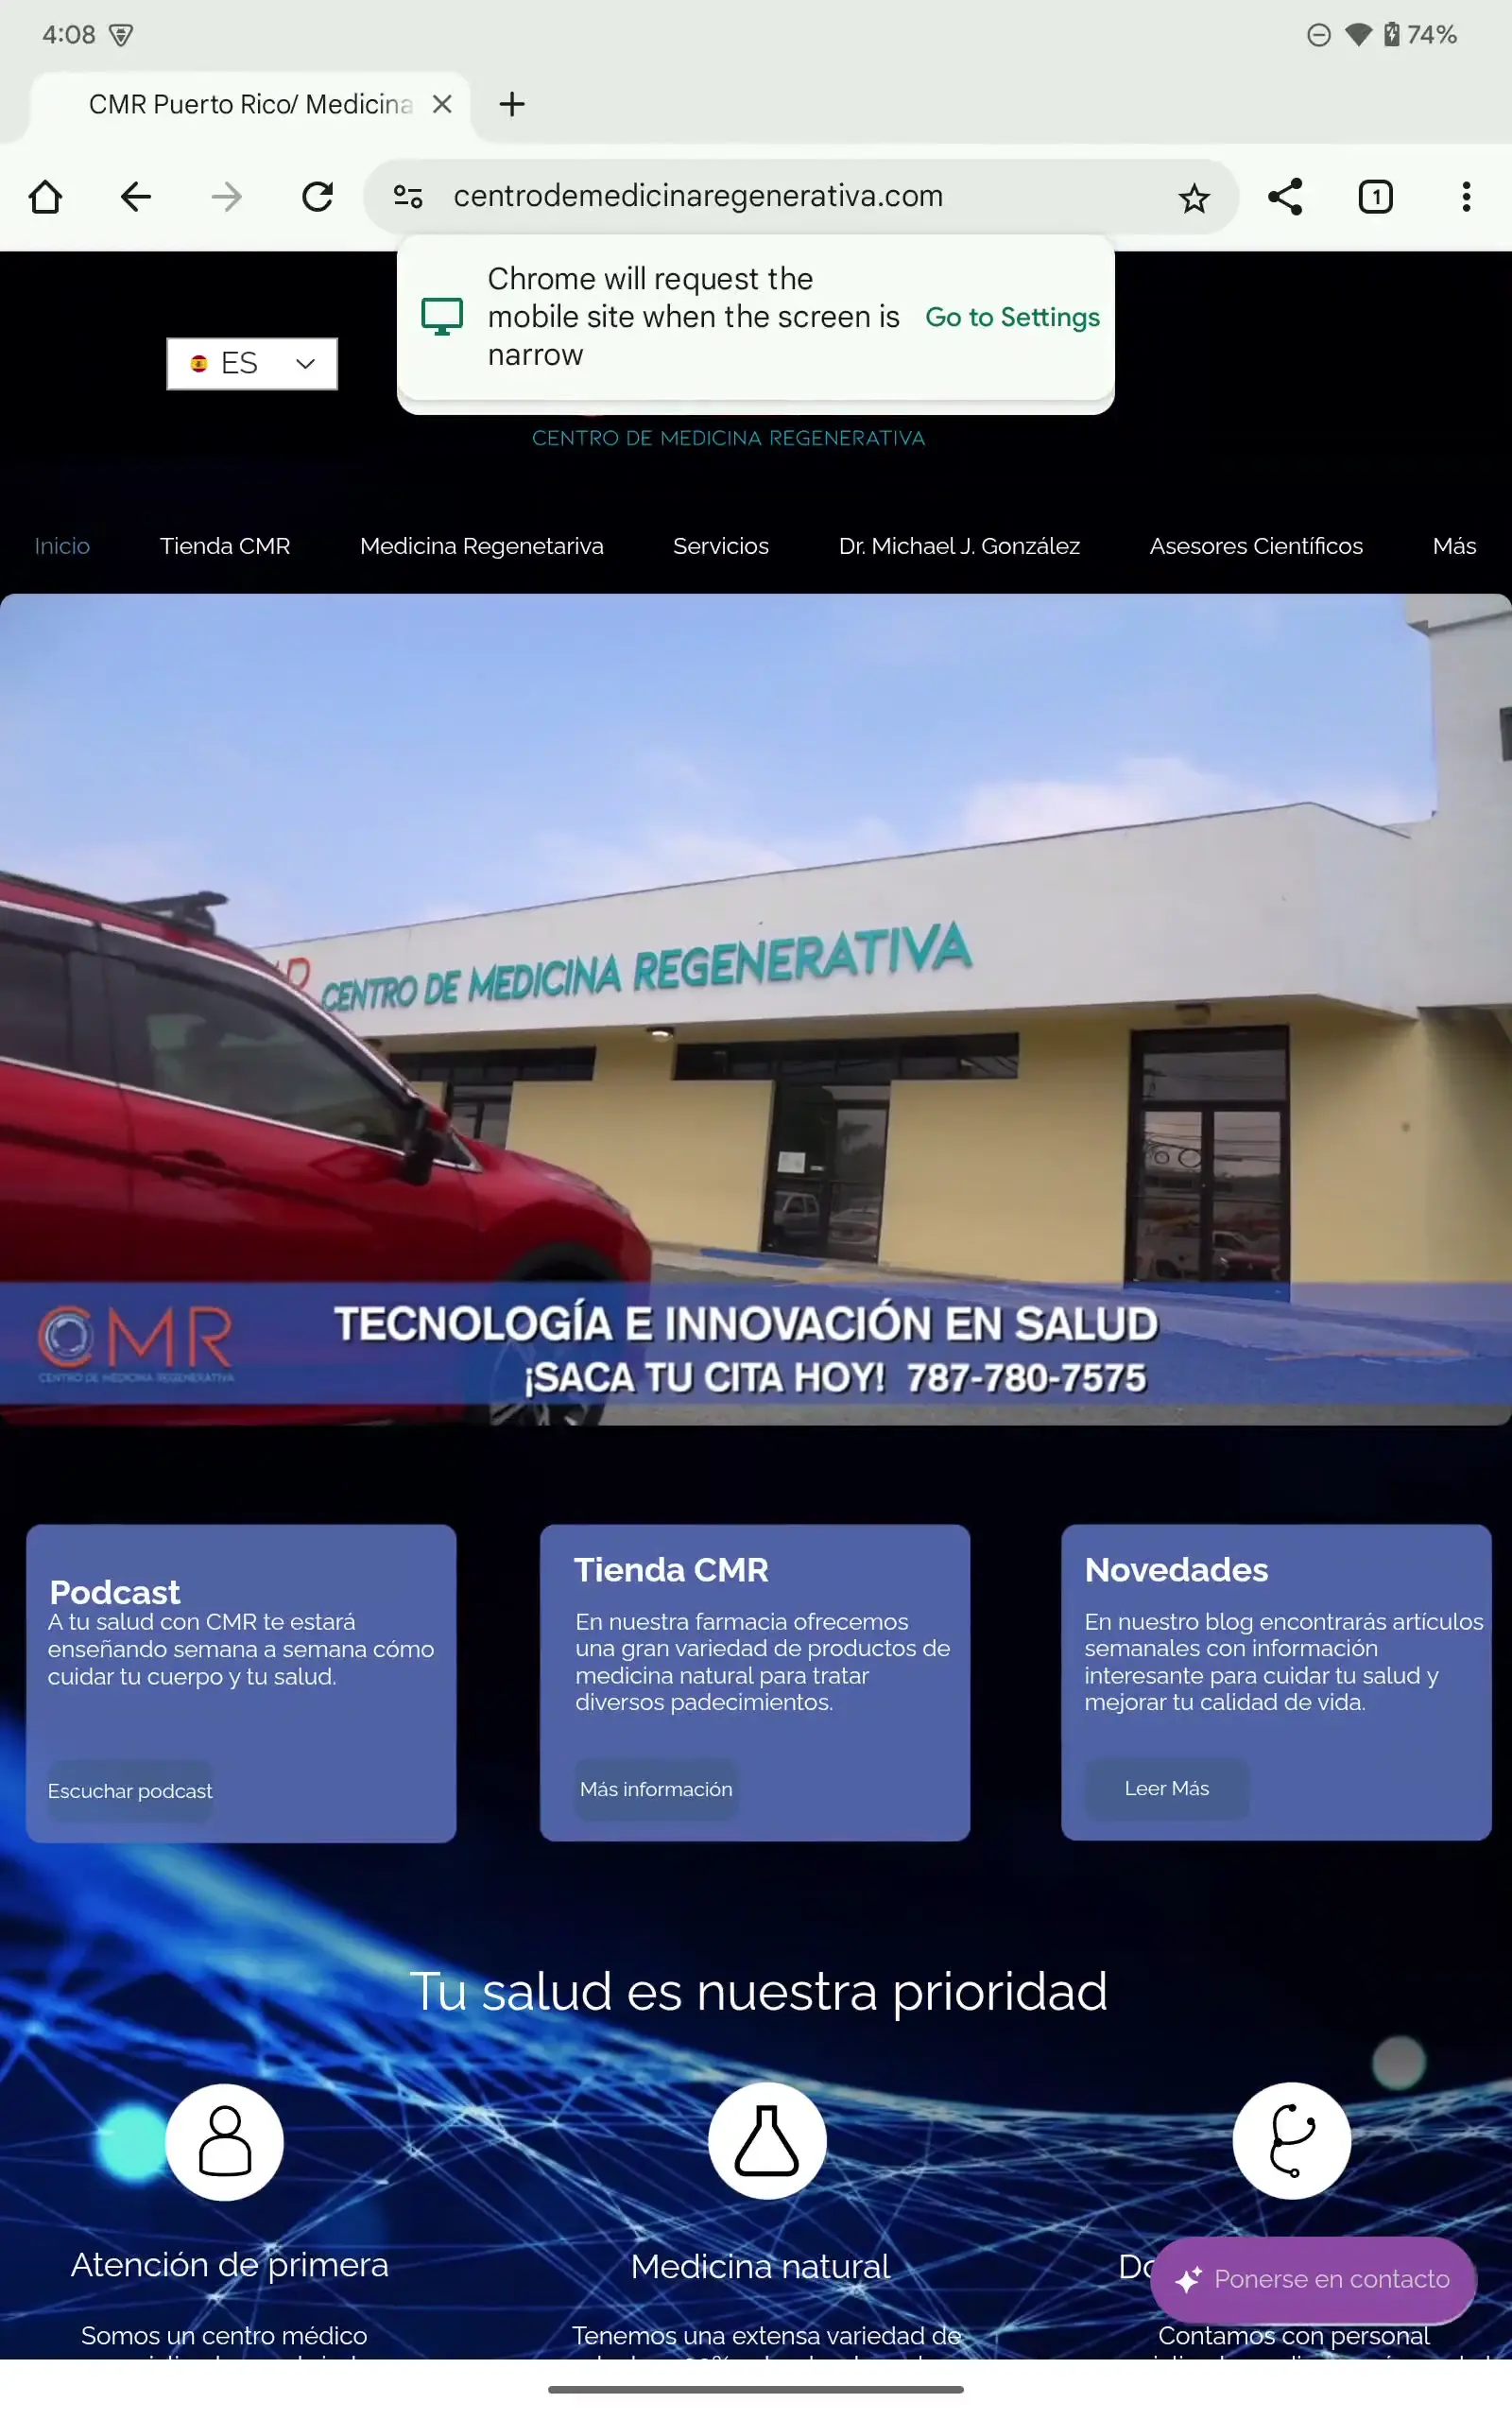 4:08
74%
CMR Puerto Rico/ Medicina
centrodemedicinaregenerativa.com
1
Chrome will request the
mobile site when the screen is
narrow
Go to Settings
ES
CENTRO DE MEDICINA REGENERATIVA
Inicio
Tienda CMR
Medicina Regenetariva
Servicios
Dr. Michael J. González
Asesores Científicos
Más
CENTRO DE MEDICINA REGENERATIVA
CMR
CENTRO DE MEDICINA REGENERATIVA
TECNOLOGÍA E INNOVACIÓN EN SALUD
¡SACA TU CITA HOY! 787-780-7575
Podcast
A tu salud con CMR te estará
enseñando semana a semana cómo
cuidar tu cuerpo y tu salud.
Escuchar podcast
Tienda CMR
En nuestra farmacia ofrecemos
una gran variedad de productos de
medicina natural para tratar
diversos padecimientos.
Más información
Novedades
En nuestro blog encontrarás artículos
semanales con información
interesante para cuidar tu salud y
mejorar tu calidad de vida.
Leer Más
Tu salud es nuestra prioridad
Atención de primera
Somos un centro médico
Medicina natural
Tenemos una extensa variedad de
Ponerse en contacto
Contamos con personal